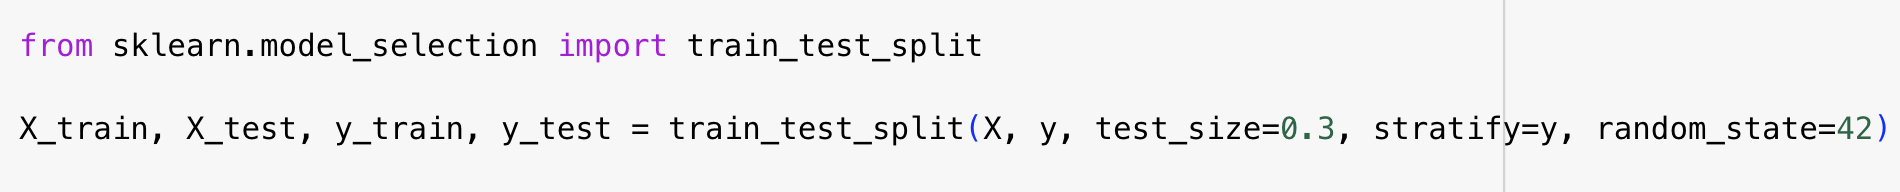 from sklearn.model_selection import train_test_split
X_train, X_test, y_train, y_test = train_test_split(X, y, test_size=0.3, stratify=y, random_state=42)